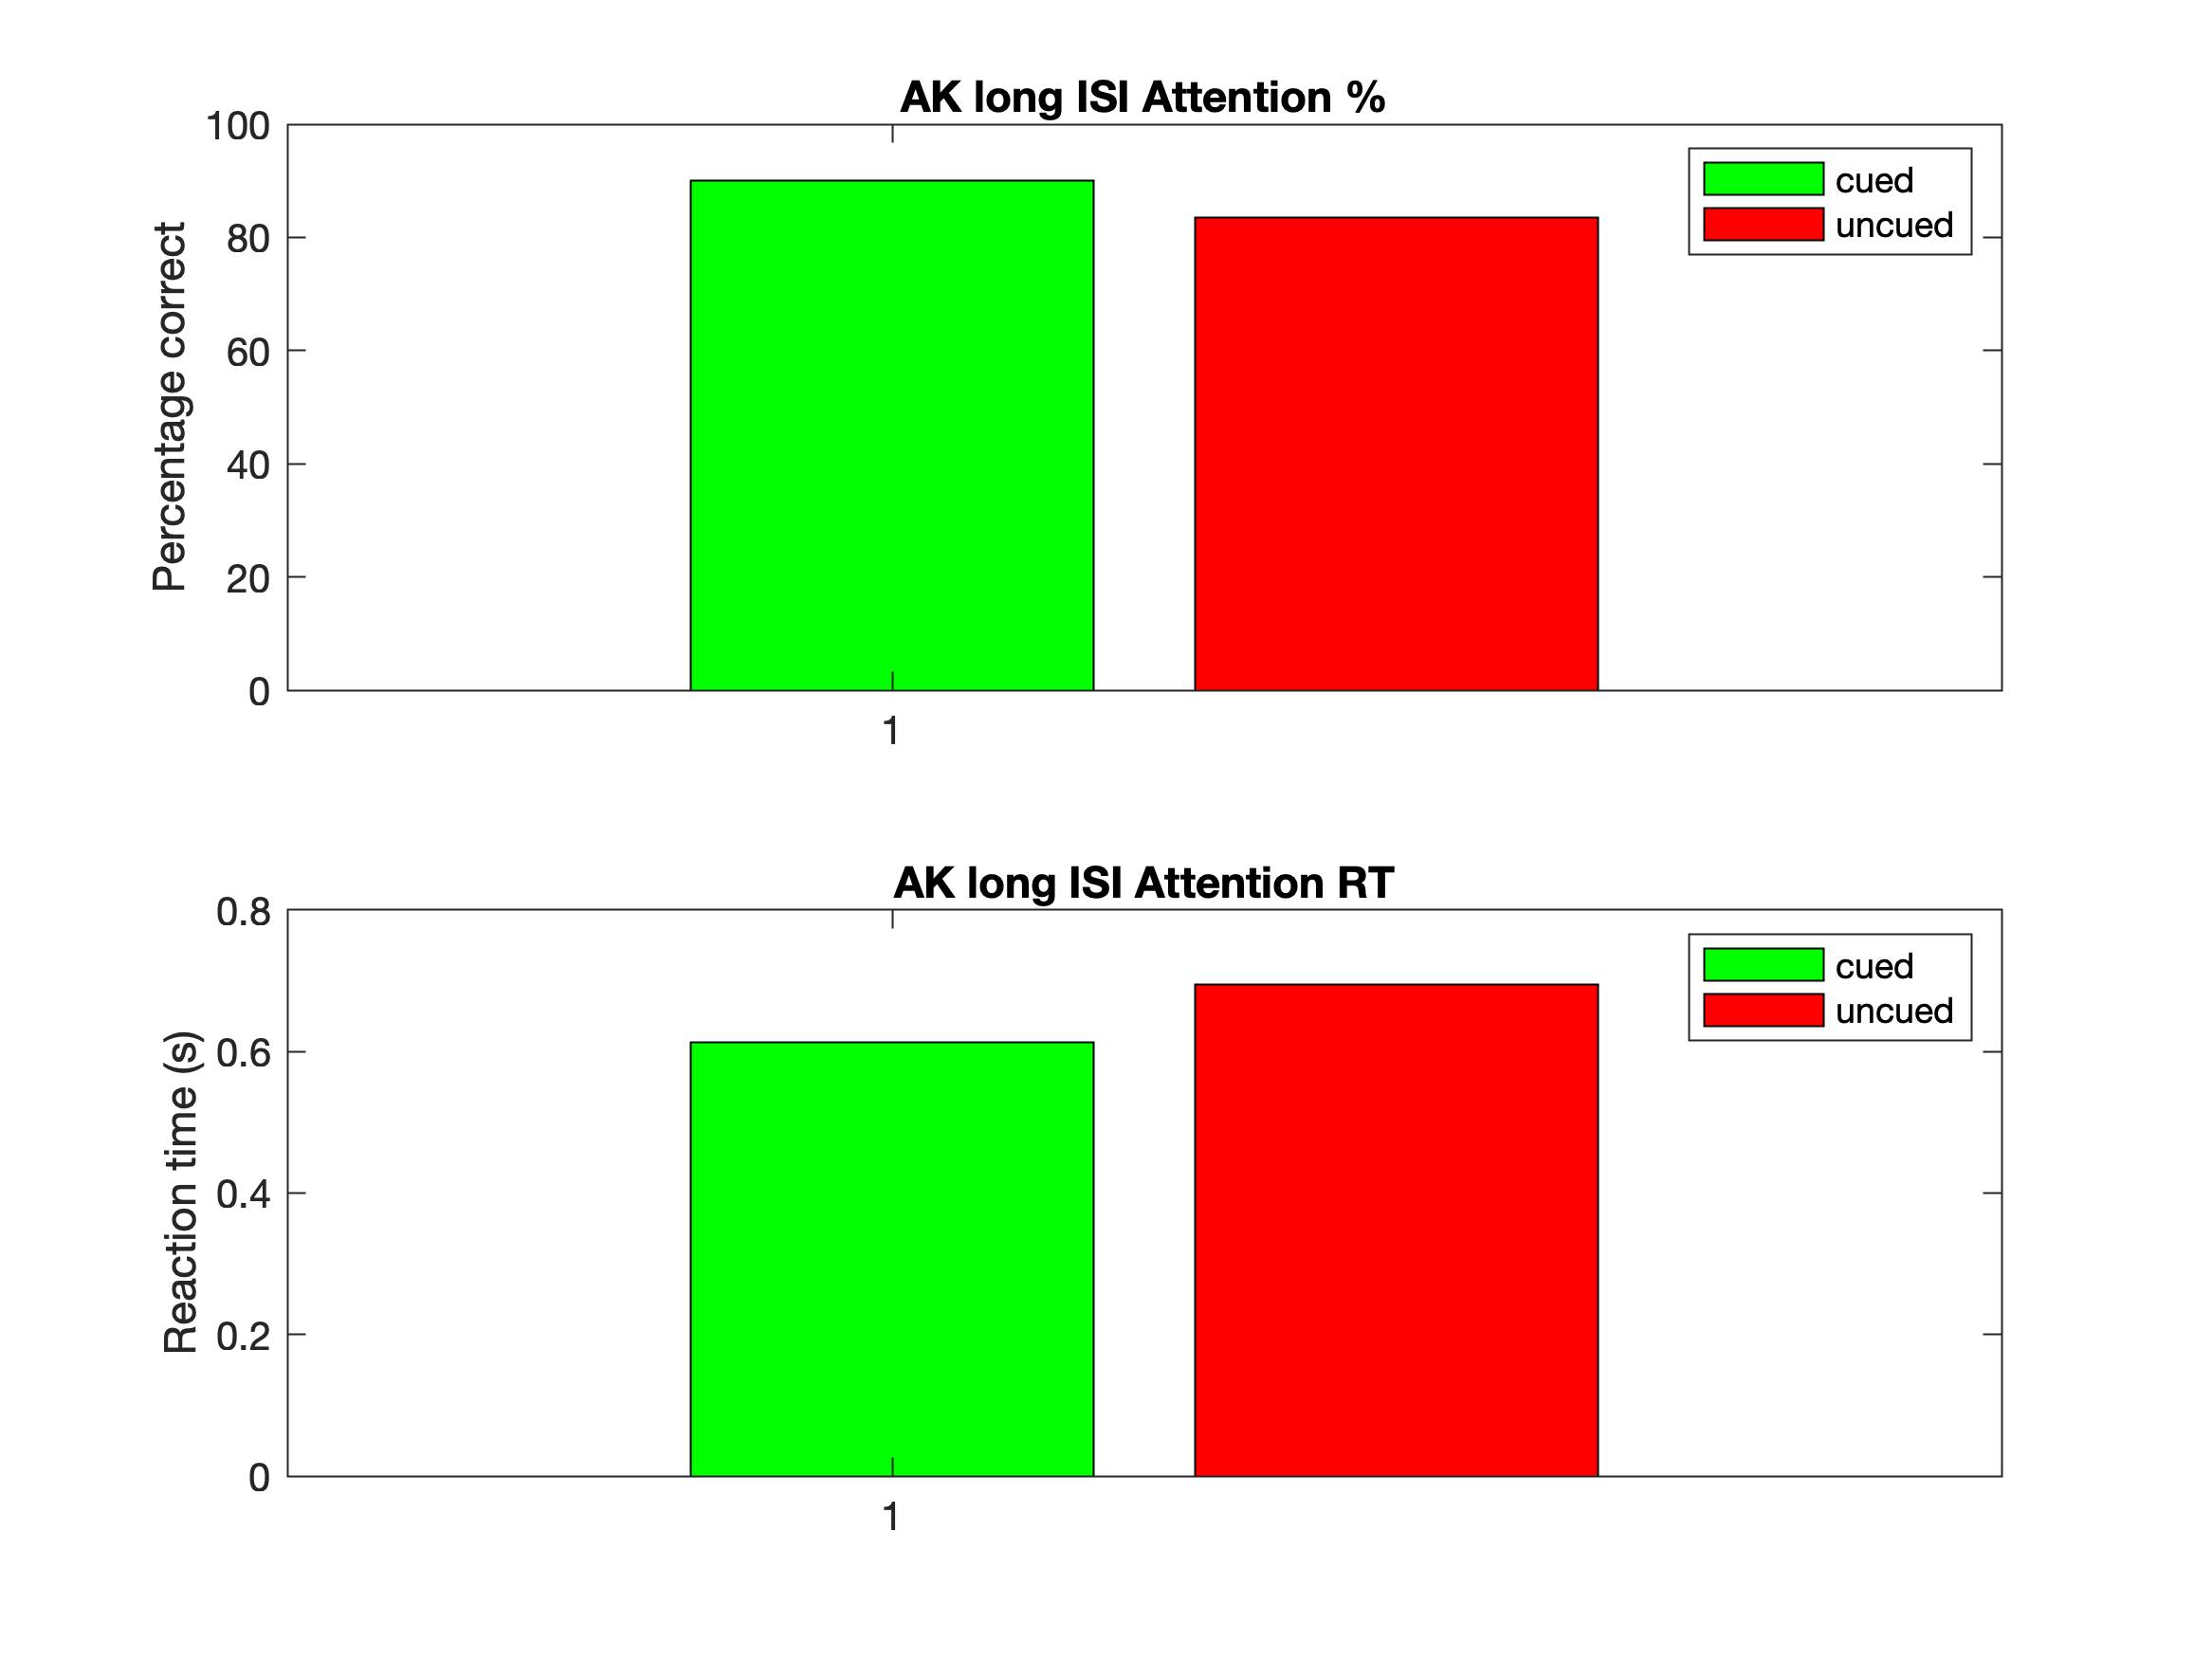 AK long ISI Attention %
100
80
60
40
20
0
Percentage correct
cued
uncued
1
AK long ISI Attention RT
0.8
0.6
0.4
0.2
0
Reaction time (s)
cued
uncued
1